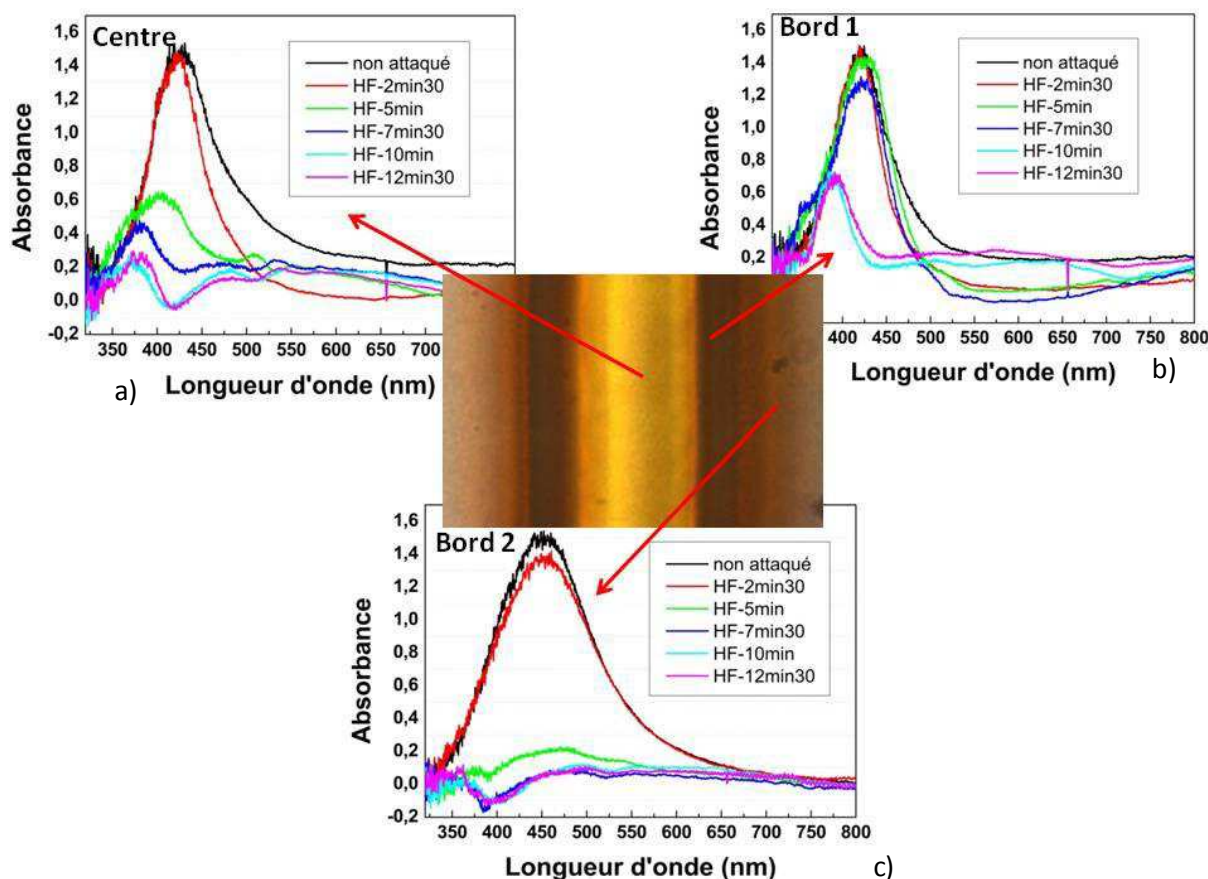 Centre
1,6
1,4
1,2
1,0
0,8
0,6
0,4
0,2
0,0
-0,2
Absorbance
non attaqué
HF-2min30
HF-5min
HF-7min30
HF-10min
HF-12min30
350 400 450 500 550 600 650 700
Longueur d'onde (nm)
a)
Bord 1
1,6
1,4
1,2
1,0
0,8
0,6
0,4
0,2
Absorbance
non attaqué
HF-2min30
HF-5min
HF-7min30
HF-10min
HF-12min30
400 450 500 550 600 650 700 750 800
Longueur d'onde (nm)
b)
Bord 2
1,6
1,4
1,2
1,0
0,8
0,6
0,4
0,2
0,0
-0,2
Absorbance
non attaqué
HF-2min30
HF-5min
HF-7min30
HF-10min
HF-12min30
350 400 450 500 550 600 650 700 750 800
Longueur d'onde (nm)
c)